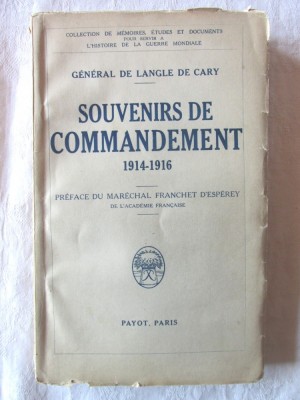 COLLECTION DE MÉMOIRES, ÉTUDES ET DOCUMENTS
POUR SERVIR A
L'HISTOIRE DE LA GUERRE MONDIALE
GÉNÉRAL DE LANGLE DE CARY
SOUVENIRS DE
COMMANDEMENT
1914-1916
PRÉFACE DU MARÉCHAL FRANCHET D'ESPÉREY
DE L'ACADÉMIE FRANÇAISE
PAYOT, PARIS